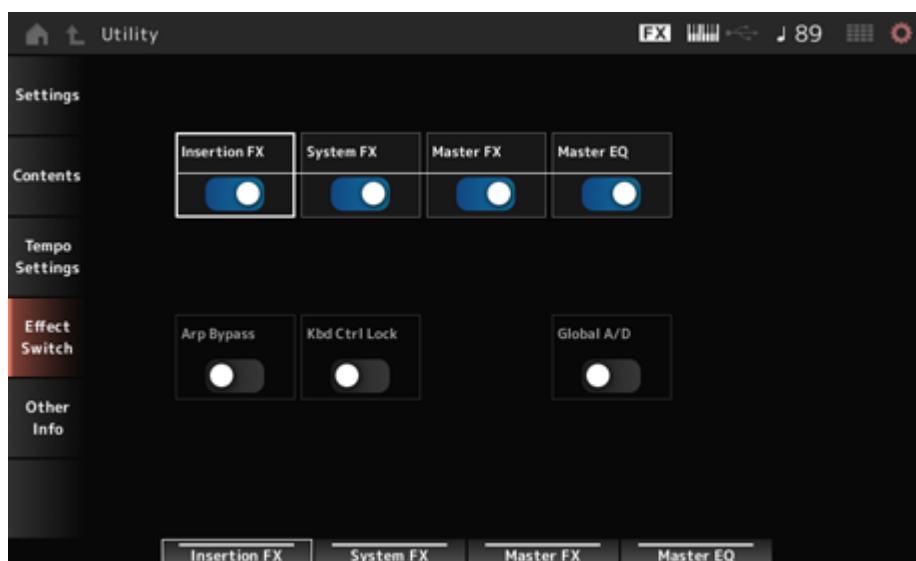 Utility
FX
♩ 89
Settings
Contents
Tempo
Settings
Effect
Switch
Other
Info
Insertion FX
System FX
Master FX
Master EQ
Arp Bypass
Kbd Ctrl Lock
Global A/D
Insertion FX
System FX
Master FX
Master EQ